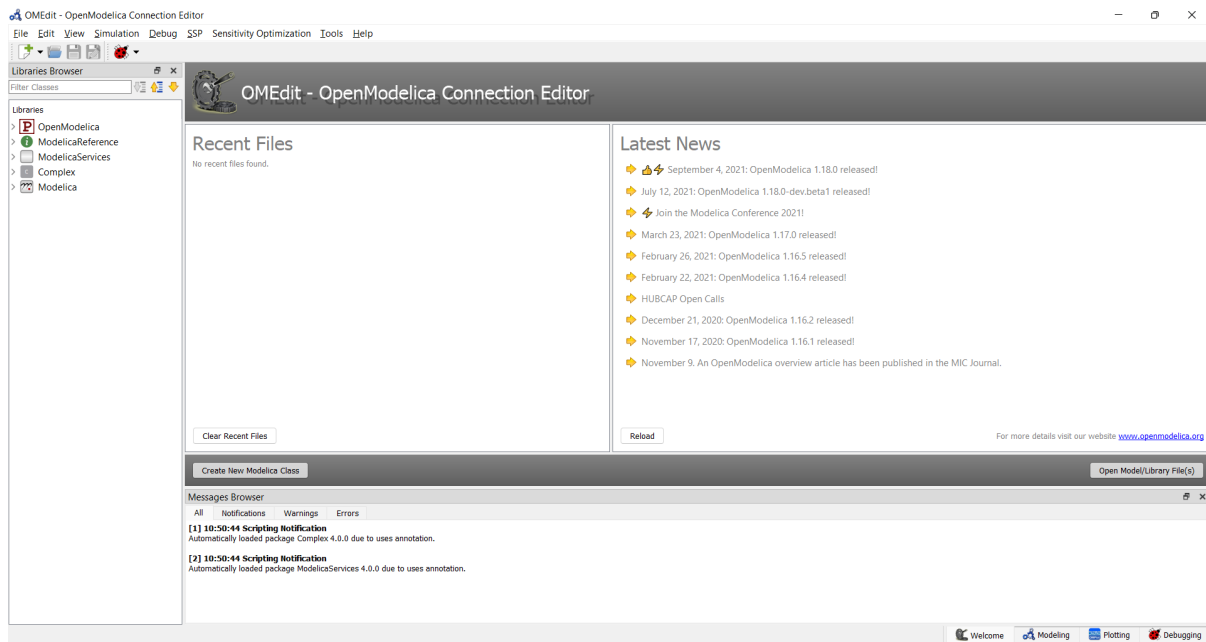 OMEdit - OpenModelica Connection Editor
File Edit View Simulation Debug SSP Sensitivity Optimization Tools Help
Libraries Browser
Filter Classes
Libraries
P OpenModelica
i ModelicaReference
ModelicaServices
C Complex
Modelica
OMEdit - OpenModelica Connection Editor
Recent Files
No recent files found.
Clear Recent Files
Latest News
September 4, 2021: OpenModelica 1.18.0 released!
July 12, 2021: OpenModelica 1.18.0-dev.beta1 released!
Join the Modelica Conference 2021!
March 23, 2021: OpenModelica 1.17.0 released!
February 26, 2021: OpenModelica 1.16.5 released!
February 22, 2021: OpenModelica 1.16.4 released!
HUBCAP Open Calls
December 21, 2020: OpenModelica 1.16.2 released!
November 17, 2020: OpenModelica 1.16.1 released!
November 9. An OpenModelica overview article has been published in the MIC Journal.
Reload
For more details visit our website www.openmodelica.org
Create New Modelica Class
Open Model/Library File(s)
Messages Browser
All Notifications Warnings Errors
[1] 10:50:44 Scripting Notification
Automatically loaded package Complex 4.0.0 due to uses annotation.
[2] 10:50:44 Scripting Notification
Automatically loaded package ModelicaServices 4.0.0 due to uses annotation.
Welcome Modeling Plotting Debugging